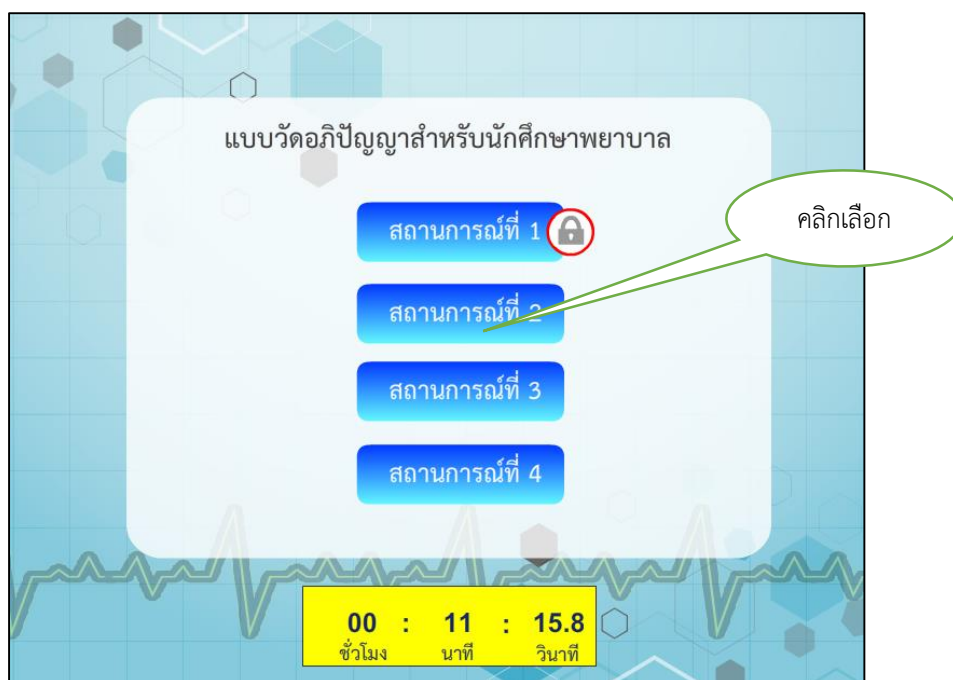 แบบวัดอภิปัญญาสำหรับนักศึกษาพยาบาล
สถานการณ์ที่ 1
คลิกเลือก
สถานการณ์ที่ 2
สถานการณ์ที่ 3
สถานการณ์ที่ 4
00 : 11 : 15.8
ชั่วโมง นาที วินาที